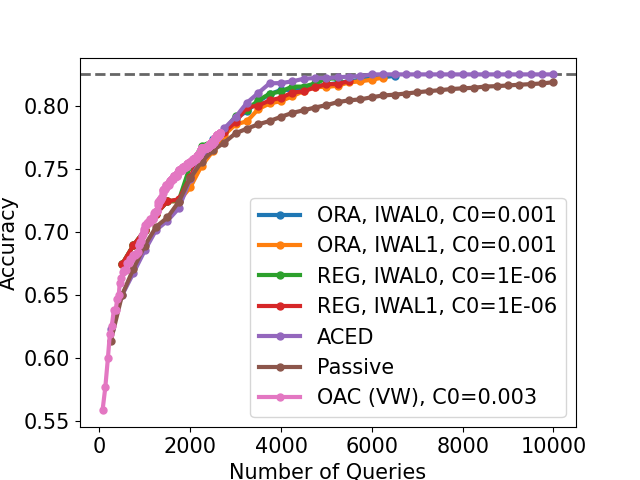 0.80
0.75
0.70
0.65
0.60
0.55
Accuracy
ORA, IWAL0, C0=0.001
ORA, IWAL1, C0=0.001
REG, IWAL0, C0=1E-06
REG, IWAL1, C0=1E-06
ACED
Passive
OAC (VW), C0=0.003
0 2000 4000 6000 8000 10000
Number of Queries